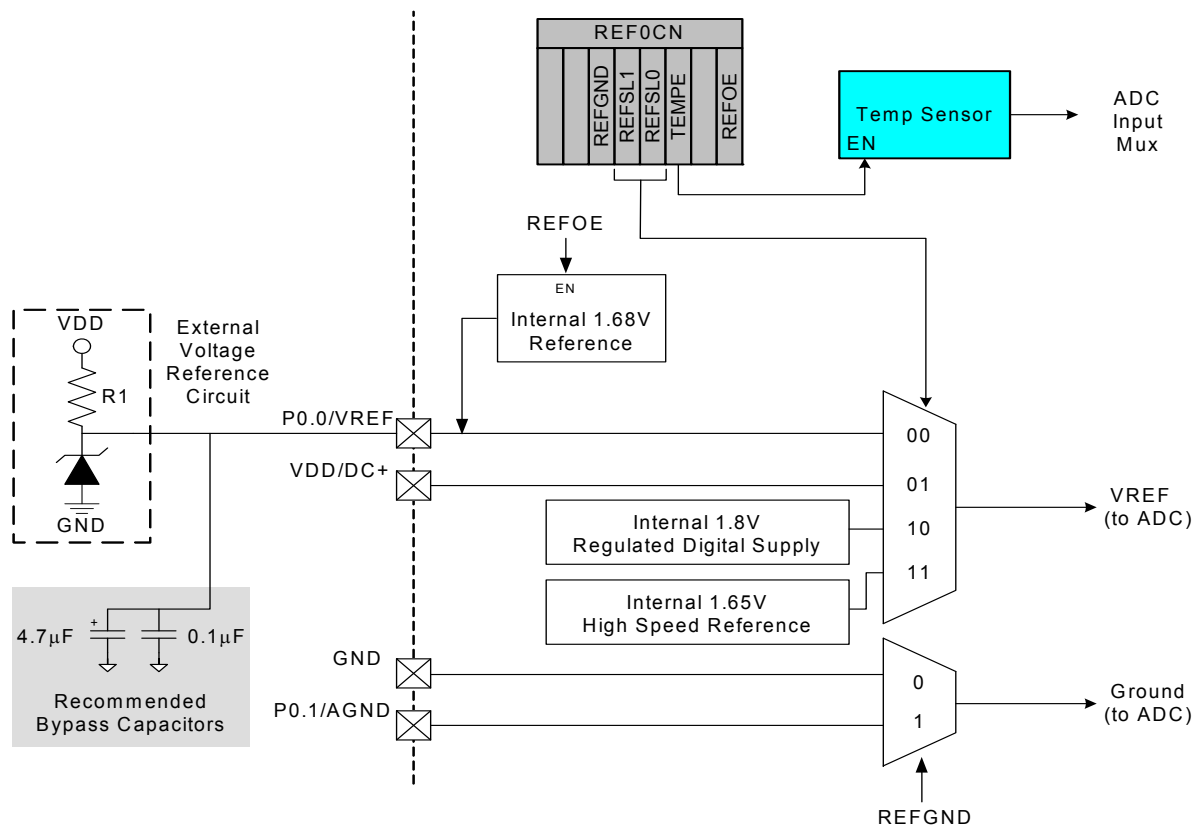 REF0CN
REFGND
REFSL1
REFSL0
TEMPE
REFOE
Temp Sensor
EN
ADC
Input
Mux
REFOE
EN
Internal 1.68V
Reference
VDD
R1
GND
External
Voltage
Reference
Circuit
P0.0/VREF
VDD/DC+
00
01
10
11
Internal 1.8V
Regulated Digital Supply
Internal 1.65V
High Speed Reference
VREF
(to ADC)
4.7μF
+
0.1μF
Recommended
Bypass Capacitors
GND
P0.1/AGND
0
1
Ground
(to ADC)
REFGND